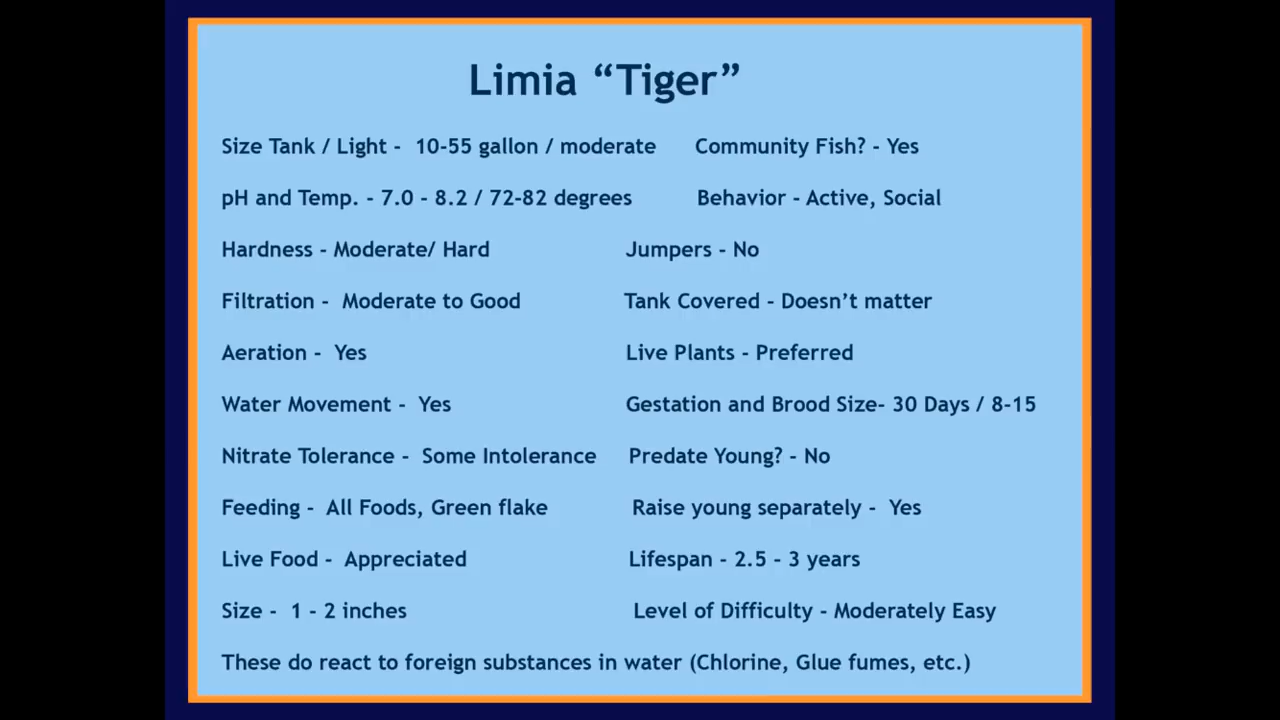 Limia “Tiger”
Size Tank / Light - 10-55 gallon / moderate Community Fish? - Yes
pH and Temp. - 7.0 - 8.2 / 72-82 degrees Behavior - Active, Social
Hardness - Moderate/ Hard Jumpers - No
Filtration - Moderate to Good Tank Covered - Doesn’t matter
Aeration - Yes Live Plants - Preferred
Water Movement - Yes Gestation and Brood Size- 30 Days / 8-15
Nitrate Tolerance - Some Intolerance Predate Young? - No
Feeding - All Foods, Green flake Raise young separately - Yes
Live Food - Appreciated Lifespan - 2.5 - 3 years
Size - 1 - 2 inches Level of Difficulty - Moderately Easy
These do react to foreign substances in water (Chlorine, Glue fumes, etc.)